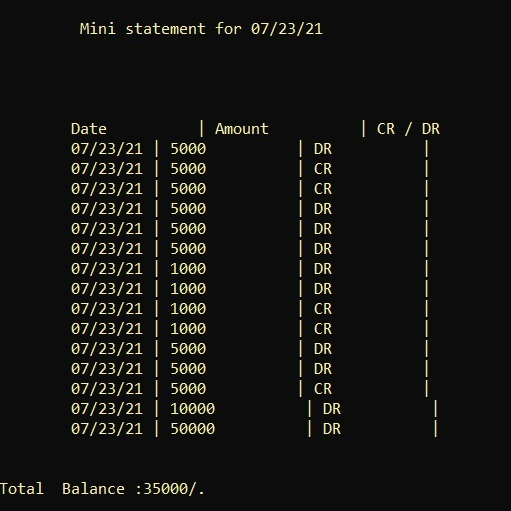 Mini statement for 07/23/21
Date | Amount | CR / DR
07/23/21 | 5000 | DR |
07/23/21 | 5000 | CR |
07/23/21 | 5000 | CR |
07/23/21 | 5000 | DR |
07/23/21 | 5000 | DR |
07/23/21 | 5000 | DR |
07/23/21 | 1000 | DR |
07/23/21 | 1000 | DR |
07/23/21 | 1000 | CR |
07/23/21 | 1000 | CR |
07/23/21 | 5000 | DR |
07/23/21 | 5000 | DR |
07/23/21 | 5000 | CR |
07/23/21 | 10000 | DR |
07/23/21 | 50000 | DR |
Total Balance :35000/.